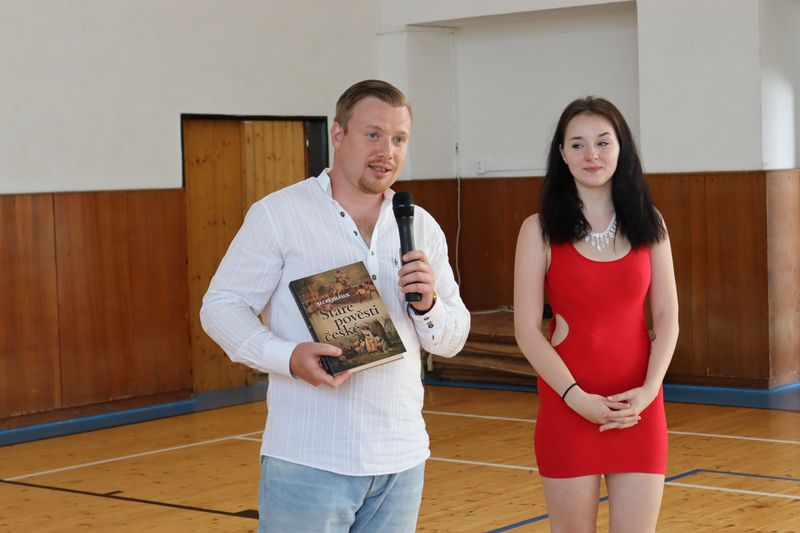 ALOIS JIRÁSEK
Staré
pověsti
české